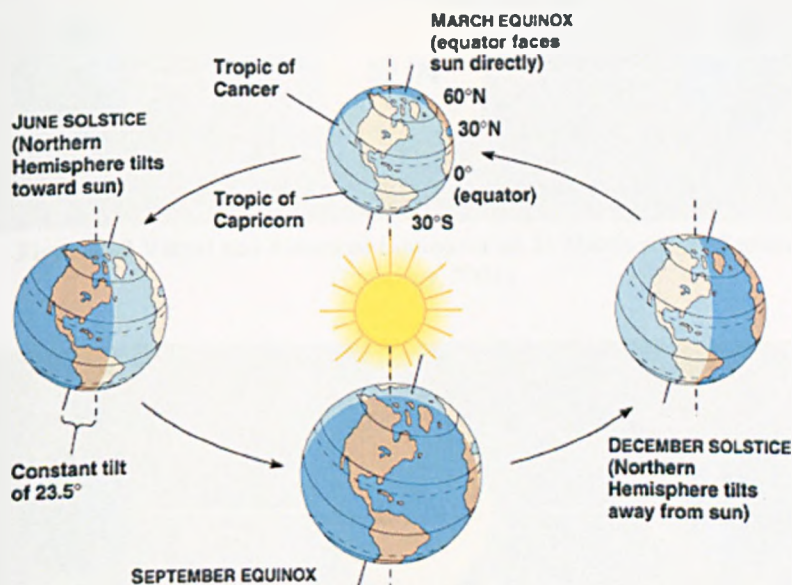 MARCH EQUINOX
(equator faces
sun directly)
Tropic of
Cancer
60°N
30°N
0°
(equator)
30°S
JUNE SOLSTICE
(Northern
Hemisphere tilts
toward sun)
Tropic of
Capricorn
Constant tilt
of 23.5°
DECEMBER SOLSTICE
(Northern
Hemisphere tilts
away from sun)
SEPTEMBER EQUINOX